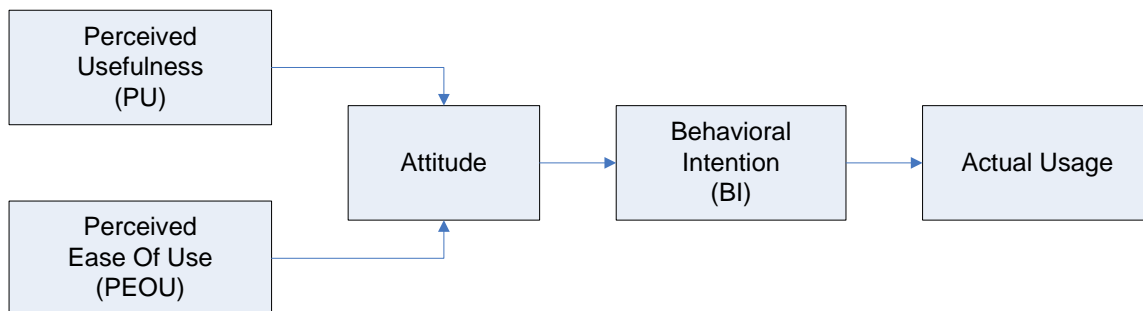 Perceived
Usefulness
(PU)
Perceived
Ease Of Use
(PEOU)
Attitude
Behavioral
Intention
(BI)
Actual Usage